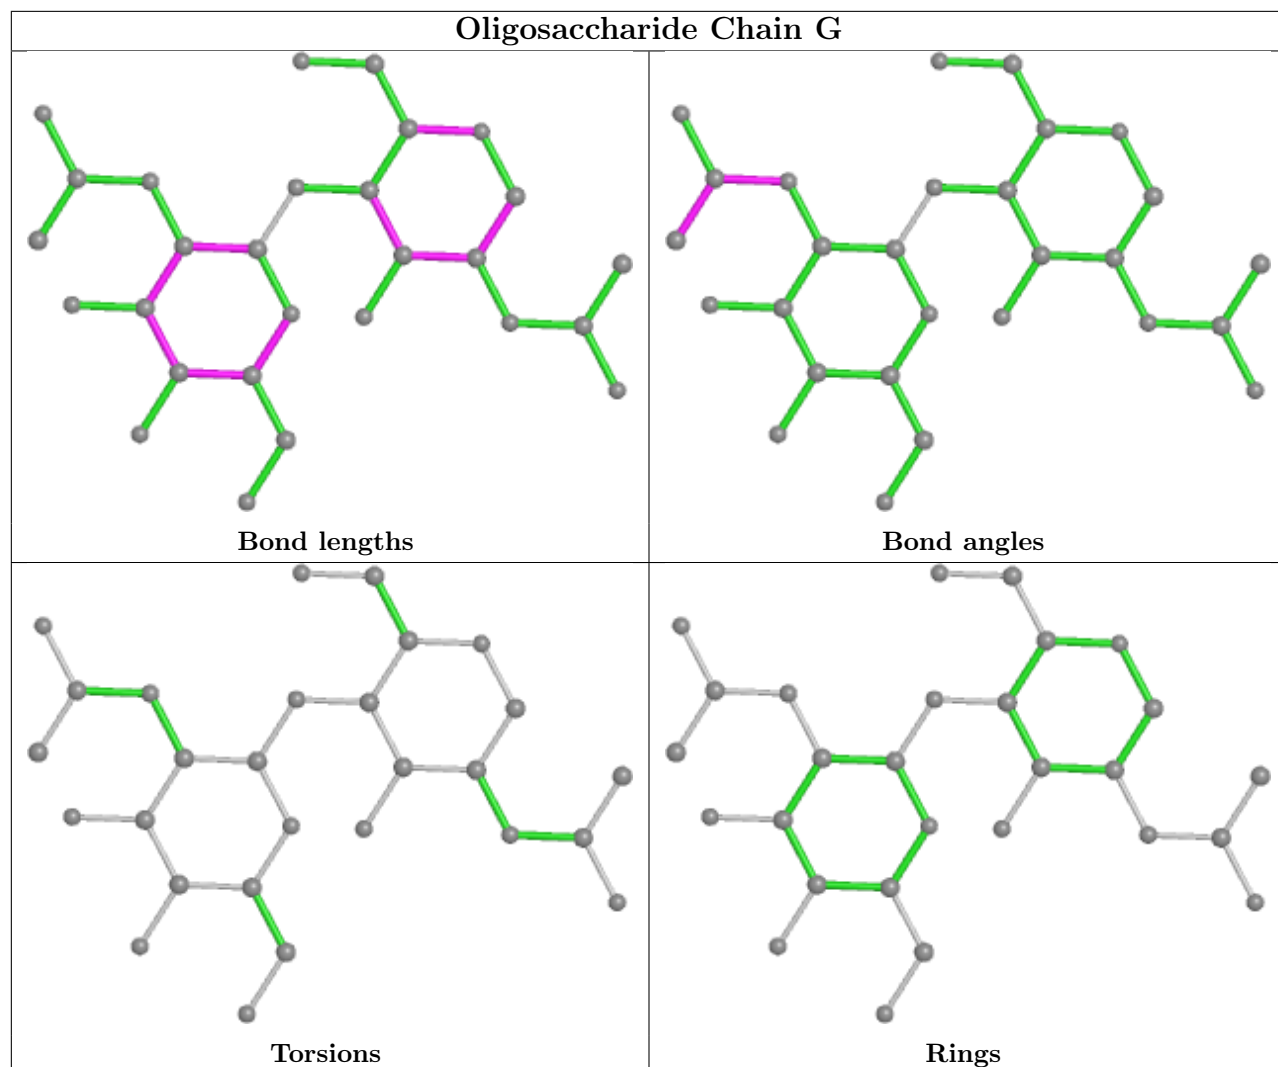 Oligosaccharide Chain G
Bond lengths
Bond angles
Torsions
Rings